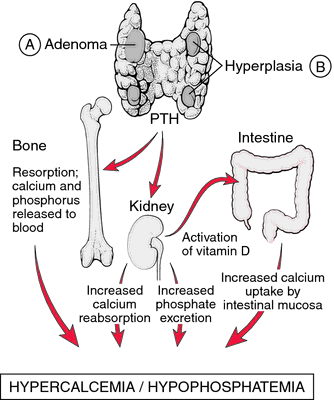 A Adenoma
Hyperplasia B
PTH
Bone
Intestine
Resorption;
calcium and
phosphorus
released to
blood
Kidney
Activation
of vitamin D
Increased
calcium
reabsorption
Increased
phosphate
excretion
Increased calcium
uptake by
intestinal mucosa
HYPERCALCEMIA / HYPOPHOSPHATEMIA